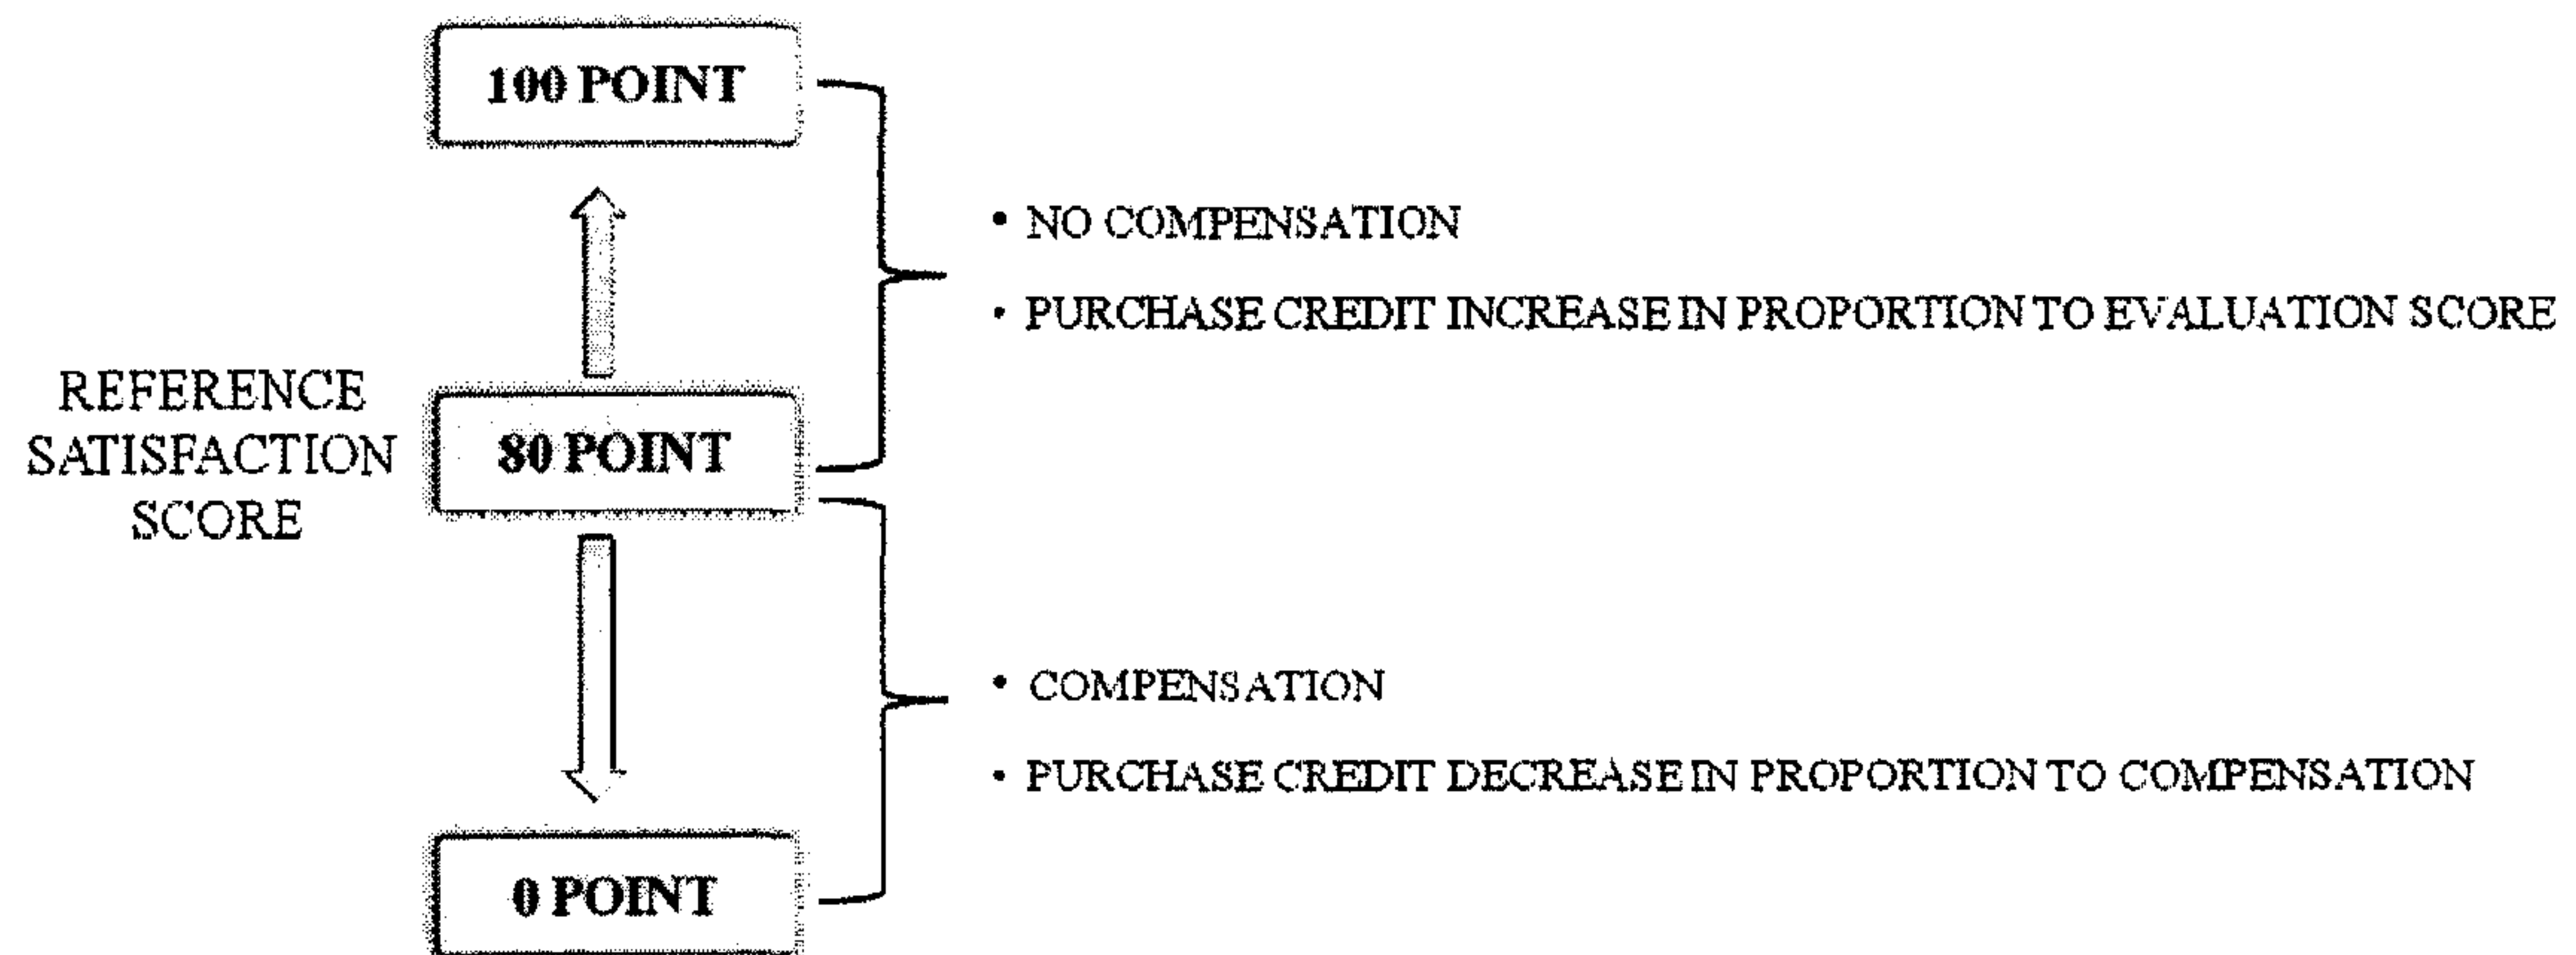 100 POINT
• NO COMPENSATION
• PURCHASE CREDIT INCREASE IN PROPORTION TO EVALUATION SCORE
REFERENCE
SATISFACTION
SCORE
80 POINT
• COMPENSATION
• PURCHASE CREDIT DECREASE IN PROPORTION TO COMPENSATION
0 POINT